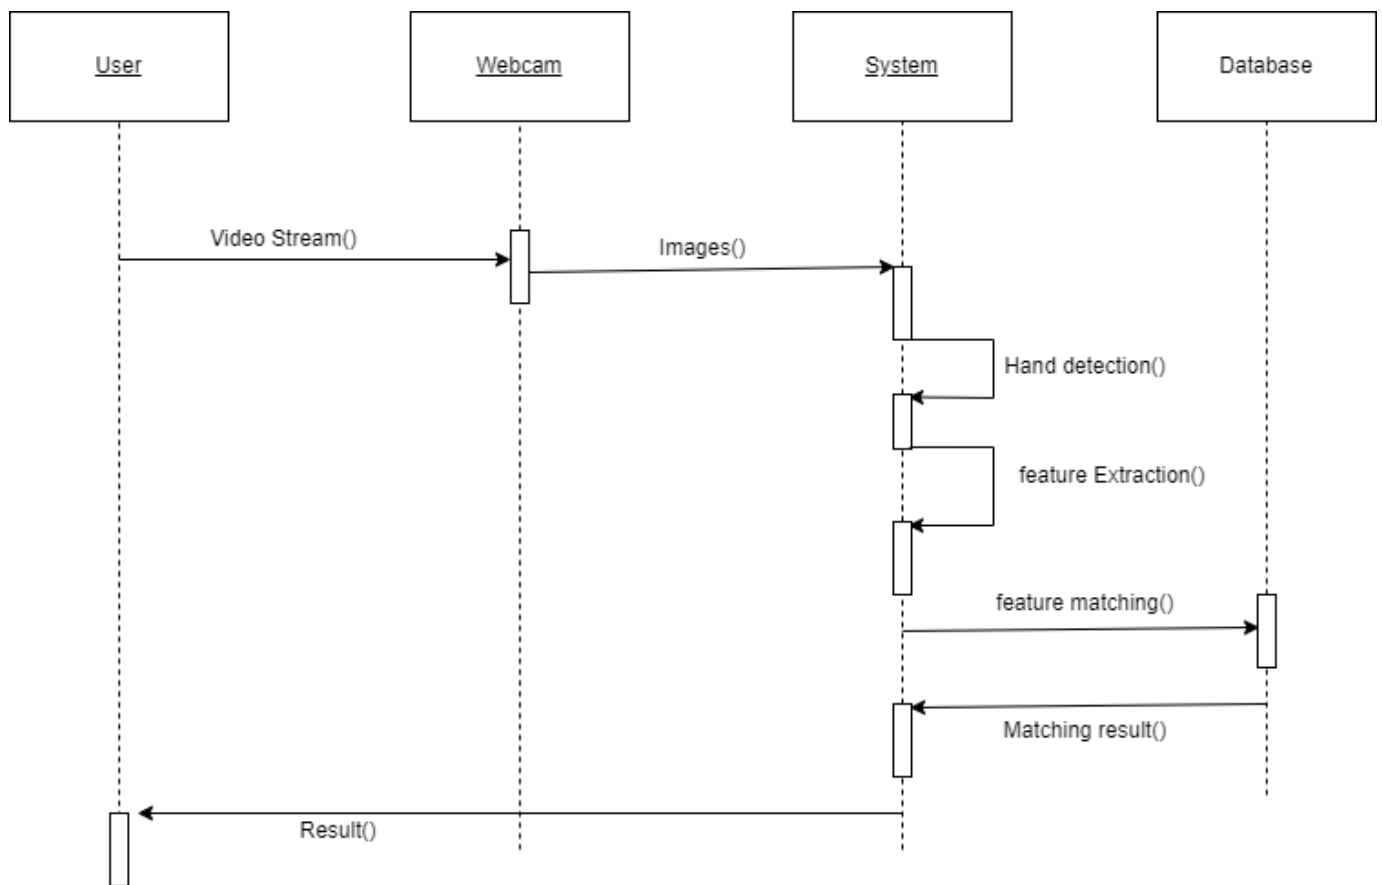 User
Webcam
System
Database
Video Stream()
Images()
Hand detection()
feature Extraction()
feature matching()
Matching result()
Result()